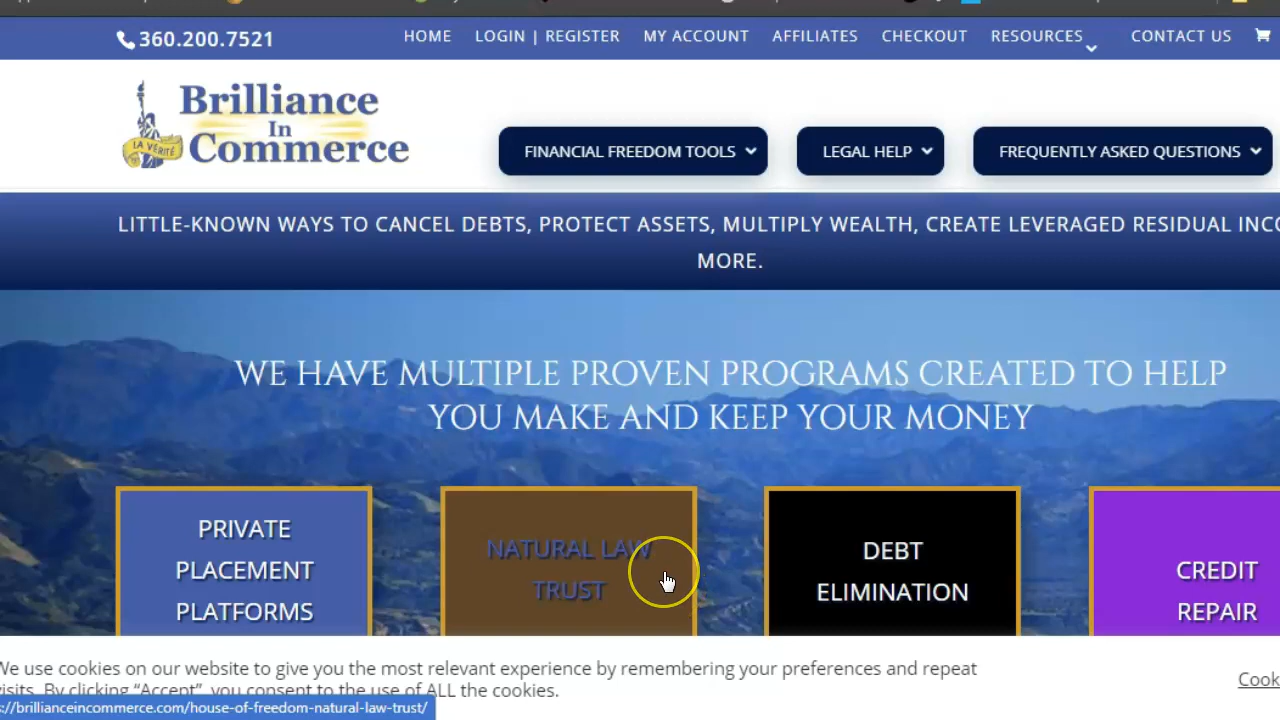 360.200.7521
HOME LOGIN | REGISTER MY ACCOUNT AFFILIATES CHECKOUT RESOURCES CONTACT US
Brilliance
In
Commerce
LA VÉRITÉ
FINANCIAL FREEDOM TOOLS LEGAL HELP FREQUENTLY ASKED QUESTIONS
LITTLE-KNOWN WAYS TO CANCEL DEBTS, PROTECT ASSETS, MULTIPLY WEALTH, CREATE LEVERAGED RESIDUAL INCO
MORE.
WE HAVE MULTIPLE PROVEN PROGRAMS CREATED TO HELP
YOU MAKE AND KEEP YOUR MONEY
PRIVATE
PLACEMENT
PLATFORMS
NATURAL LAW
TRUST
DEBT
ELIMINATION
CREDIT
REPAIR
We use cookies on our website to give you the most relevant experience by remembering your preferences and repeat
visits. By clicking “Accept”, you consent to the use of ALL the cookies.
Cook
s://brillianceincommerce.com/house-of-freedom-natural-law-trust/